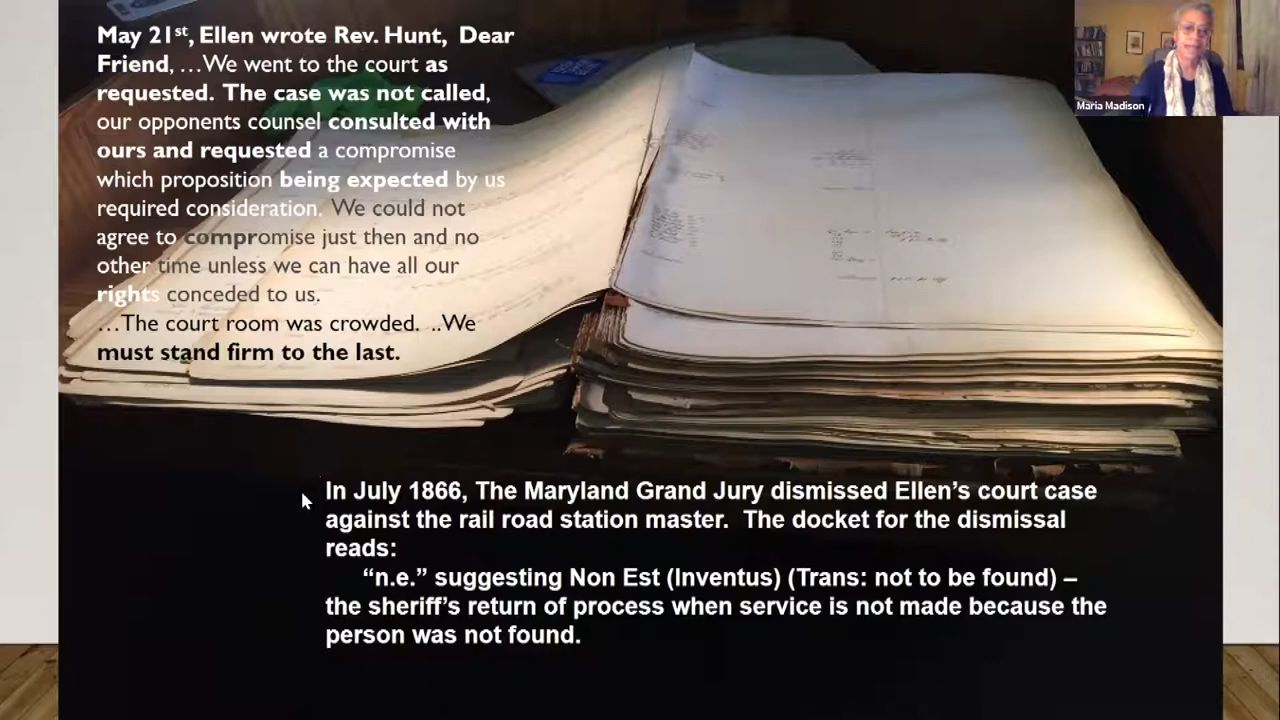 May 21st, Ellen wrote Rev. Hunt, Dear
Friend, …We went to the court as
requested. The case was not called,
our opponents counsel consulted with
ours and requested a compromise
which proposition being expected by us
required consideration. We could not
agree to compromise just then and no
other time unless we can have all our
rights conceded to us.
…The court room was crowded. ..We
must stand firm to the last.
Maria Madison
In July 1866, The Maryland Grand Jury dismissed Ellen’s court case
against the rail road station master. The docket for the dismissal
reads:
“n.e.” suggesting Non Est (Inventus) (Trans: not to be found) –
the sheriff’s return of process when service is not made because the
person was not found.